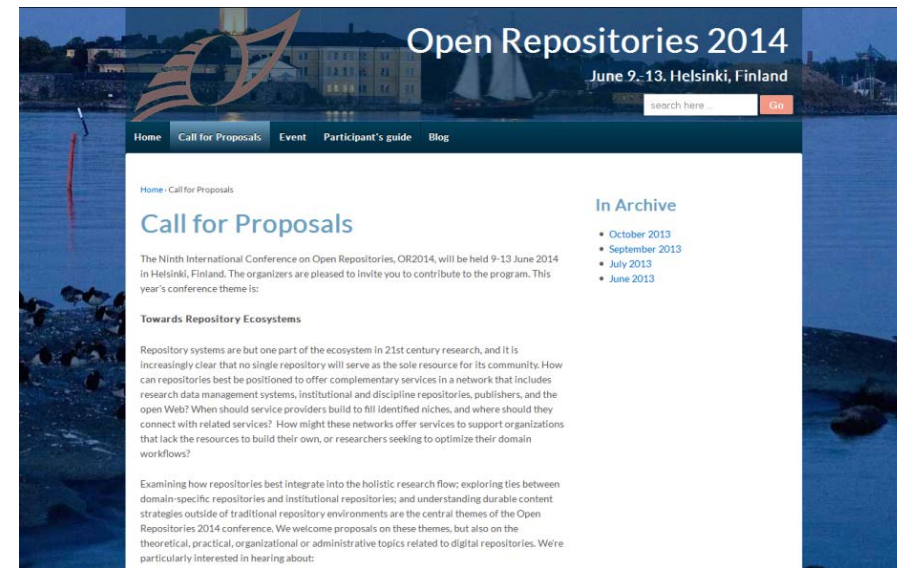 Open Repositories 2014
June 9.-13. Helsinki, Finland
search here ...
Go
Home
Call for Proposals
Event
Participant's guide
Blog
Home › Call for Proposals
Call for Proposals
The Ninth International Conference on Open Repositories, OR2014, will be held 9-13 June 2014
in Helsinki, Finland. The organizers are pleased to invite you to contribute to the program. This
year's conference theme is:
Towards Repository Ecosystems
Repository systems are but one part of the ecosystem in 21st century research, and it is
increasingly clear that no single repository will serve as the sole resource for its community. How
can repositories best be positioned to offer complementary services in a network that includes
research data management systems, institutional and discipline repositories, publishers, and the
open Web? When should service providers build to fill identified niches, and where should they
connect with related services? How might these networks offer services to support organizations
that lack the resources to build their own, or researchers seeking to optimize their domain
workflows?
Examining how repositories best integrate into the holistic research flow; exploring ties between
domain-specific repositories and institutional repositories; and understanding durable content
strategies outside of traditional repository environments are the central themes of the Open
Repositories 2014 conference. We welcome proposals on these themes, but also on the
theoretical, practical, organizational or administrative topics related to digital repositories. We're
particularly interested in hearing about:
In Archive
October 2013
September 2013
July 2013
June 2013